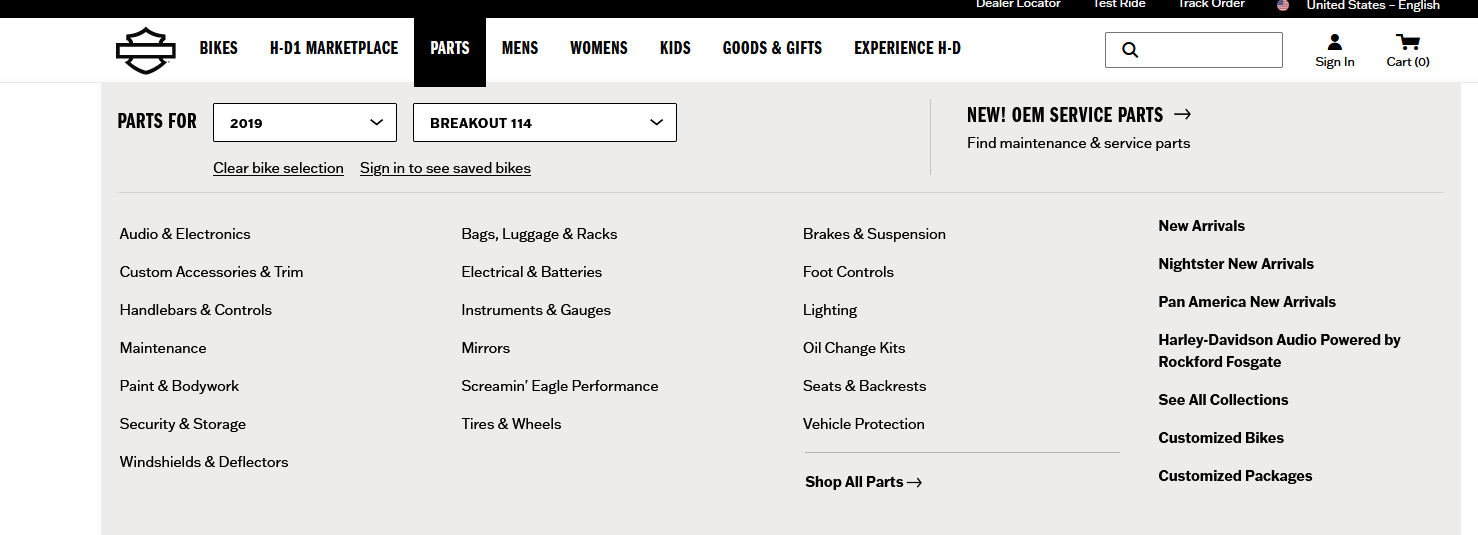 Dealer Locator Test Ride Track Order United States – English
BIKES H-D1 MARKETPLACE PARTS MENS WOMENS KIDS GOODS & GIFTS EXPERIENCE H-D
Sign In Cart (0)
PARTS FOR 2019 BREAKOUT 114
Clear bike selection Sign in to see saved bikes
NEW! OEM SERVICE PARTS →
Find maintenance & service parts
Audio & Electronics
Custom Accessories & Trim
Handlebars & Controls
Maintenance
Paint & Bodywork
Security & Storage
Windshields & Deflectors
Bags, Luggage & Racks
Electrical & Batteries
Instruments & Gauges
Mirrors
Screamin' Eagle Performance
Tires & Wheels
Brakes & Suspension
Foot Controls
Lighting
Oil Change Kits
Seats & Backrests
Vehicle Protection
Shop All Parts →
New Arrivals
Nightster New Arrivals
Pan America New Arrivals
Harley-Davidson Audio Powered by
Rockford Fosgate
See All Collections
Customized Bikes
Customized Packages